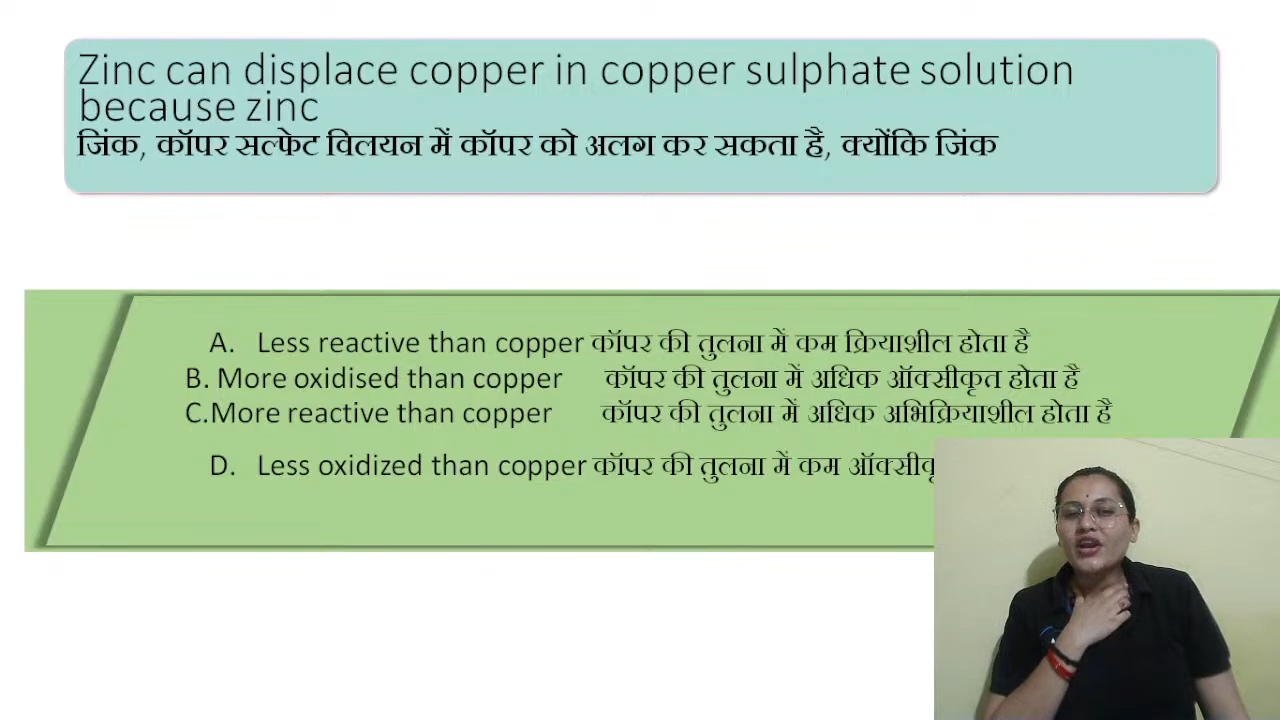 Zinc can displace copper in copper sulphate solution
because zinc
जिंक, कॉपर सल्फेट विलयन में कॉपर को अलग कर सकता है, क्योंकि जिंक
A. Less reactive than copper कॉपर की तुलना में कम क्रियाशील होता है
B. More oxidised than copper कॉपर की तुलना में अधिक ऑक्सीकृत होता है
C.More reactive than copper कॉपर की तुलना में अधिक अभिक्रियाशील होता है
D. Less oxidized than copper कॉपर की तुलना में कम